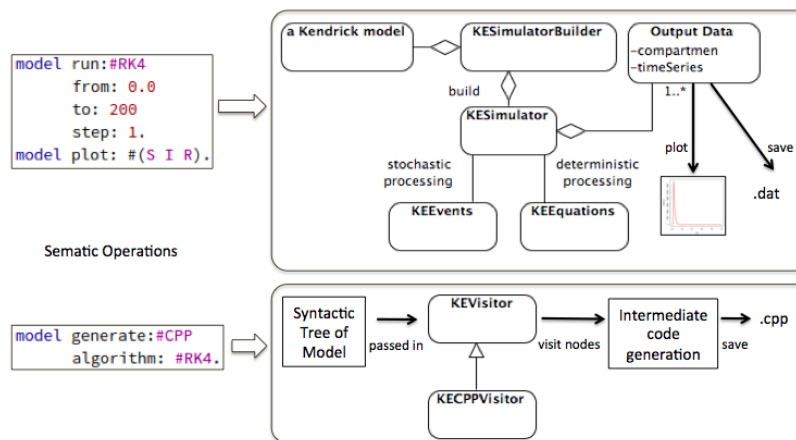 model run:#RK4
from: 0.0
to: 200
step: 1.
model plot: #(S I R).
a Kendrick model
KESimulatorBuilder
Output Data
-compartmen
-timeSeries
build
1..*
KESimulator
plot
save
stochastic
processing
deterministic
processing
.dat
KEEvents
KEEquations
Sematic Operations
model generate:#CPP
algorithm: #RK4.
Syntactic
Tree of
Model
passed in
KEVisitor
visit nodes
Intermediate
code
generation
save
.cpp
KECPPVisitor